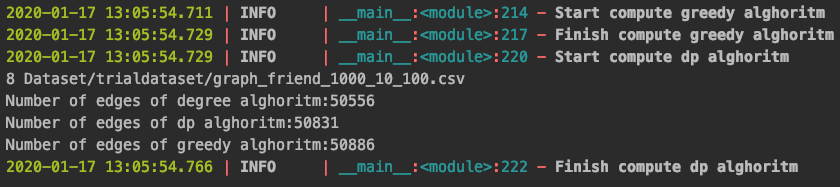 2020-01-17 13:05:54.711 | INFO     | __main__:<module>:214 - Start compute greedy alghoritm
2020-01-17 13:05:54.729 | INFO     | __main__:<module>:217 - Finish compute greedy alghoritm
2020-01-17 13:05:54.729 | INFO     | __main__:<module>:220 - Start compute dp alghoritm
8 Dataset/trialdataset/graph_friend_1000_10_100.csv
Number of edges of degree alghoritm:50556
Number of edges of dp alghoritm:50831
Number of edges of greedy alghoritm:50886
2020-01-17 13:05:54.766 | INFO     | __main__:<module>:222 - Finish compute dp alghoritm